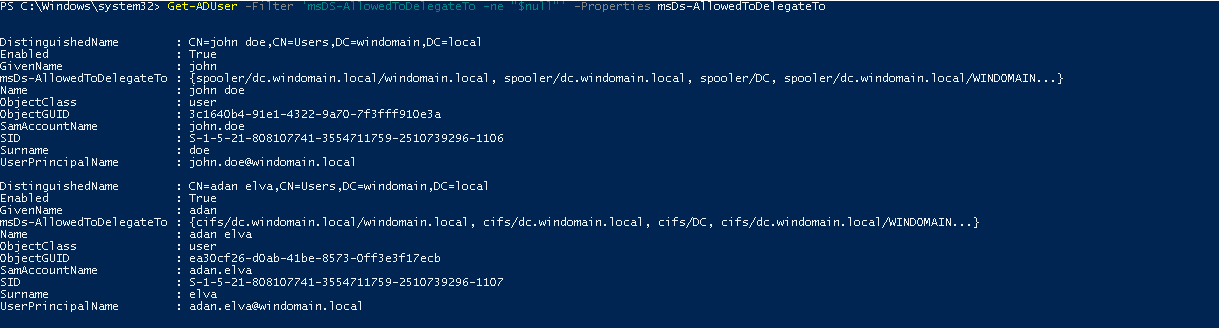 PS C:\Windows\system32> Get-ADUser -Filter 'msDS-AllowedToDelegateTo -ne "$null"' -Properties msDs-AllowedToDelegateTo
DistinguishedName : CN=john doe,CN=Users,DC=windomain,DC=local
Enabled : True
GivenName : john
msDs-AllowedToDelegateTo : {spooler/dc.windomain.local/windomain.local, spooler/dc.windomain.local, spooler/DC, spooler/dc.windomain.local/WINDOMAIN...}
Name : john doe
ObjectClass : user
ObjectGUID : 3c1640b4-91e1-4322-9a70-7f3fff910e3a
SamAccountName : john.doe
SID : S-1-5-21-808107741-3554711759-2510739296-1106
Surname : doe
UserPrincipalName : john.doe@windomain.local
DistinguishedName : CN=adan elva,CN=Users,DC=windomain,DC=local
Enabled : True
GivenName : adan
msDs-AllowedToDelegateTo : {cifs/dc.windomain.local/windomain.local, cifs/dc.windomain.local, cifs/DC, cifs/dc.windomain.local/WINDOMAIN...}
Name : adan elva
ObjectClass : user
ObjectGUID : ea30cf26-d0ab-41be-8573-0ff3e3f17ecb
SamAccountName : adan.elva
SID : S-1-5-21-808107741-3554711759-2510739296-1107
Surname : elva
UserPrincipalName : adan.elva@windomain.local